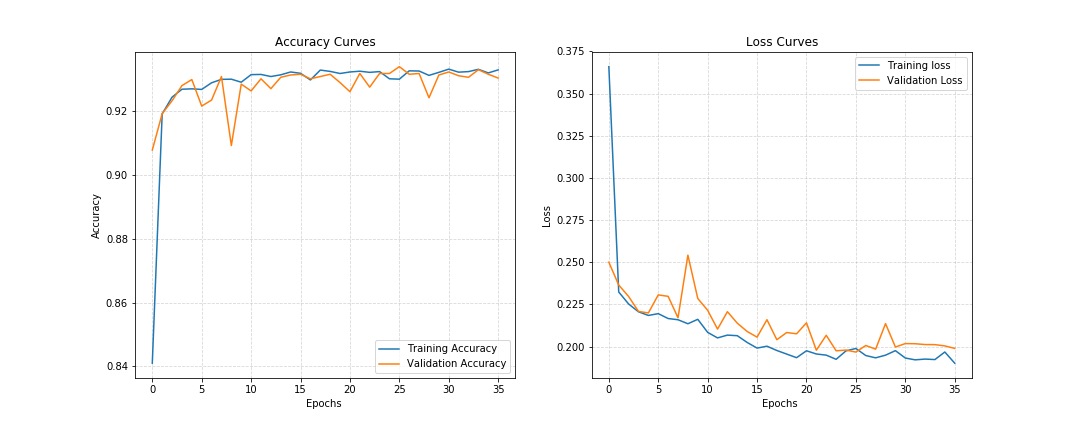 Accuracy Curves
Accuracy
0.92
0.90
0.88
0.86
0.84
0 5 10 15 20 25 30 35
Epochs
Training Accuracy
Validation Accuracy
Loss Curves
Loss
0.375
0.350
0.325
0.300
0.275
0.250
0.225
0.200
0 5 10 15 20 25 30 35
Epochs
Training loss
Validation Loss